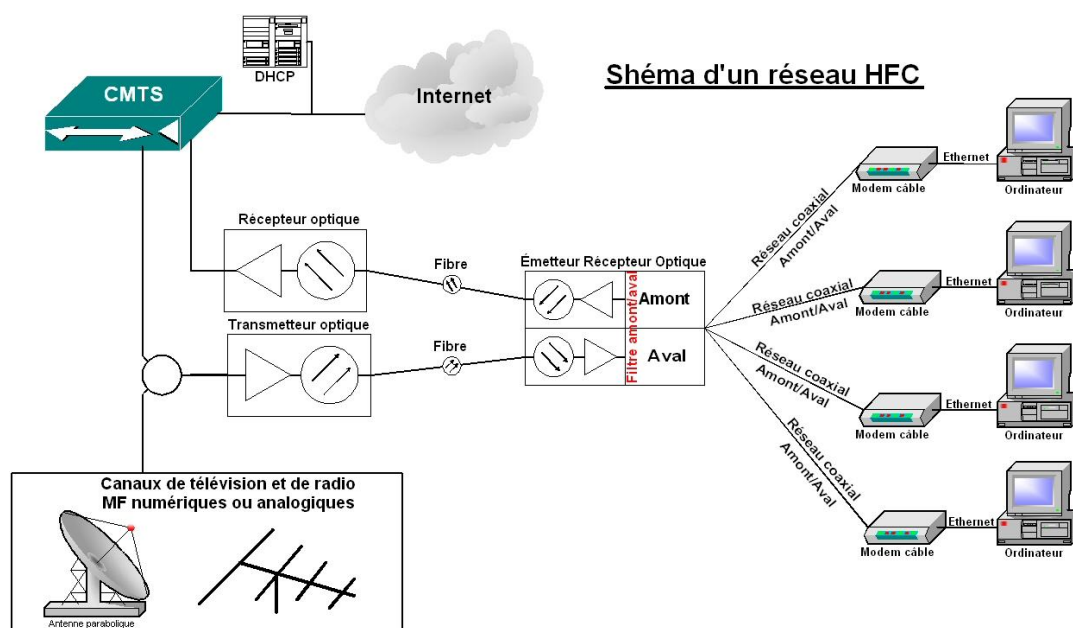 Shéma d'un réseau HFC
DHCP
CMTS
Internet
Récepteur optique
Fibre
Émetteur Récepteur Optique
Amont
Filtre amont/aval
Aval
Transmetteur optique
Fibre
Réseau coaxial
Amont/Aval
Modem câble
Ethernet
Ordinateur
Réseau coaxial
Amont/Aval
Modem câble
Ethernet
Ordinateur
Réseau coaxial
Amont/Aval
Modem câble
Ethernet
Ordinateur
Réseau coaxial
Amont/Aval
Modem câble
Ethernet
Ordinateur
Canaux de télévision et de radio
MF numériques ou analogiques
Antenne parabolique